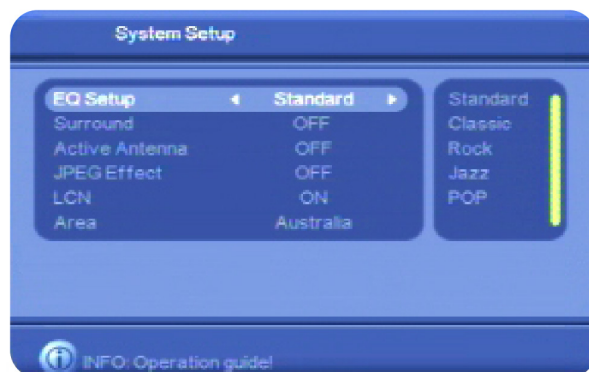 System Setup
EQ Setup Standard
Surround OFF
Active Antenna OFF
JPEG Effect OFF
LCN ON
Area Australia
Standard
Classic
Rock
Jazz
POP
INFO: Operation guide!